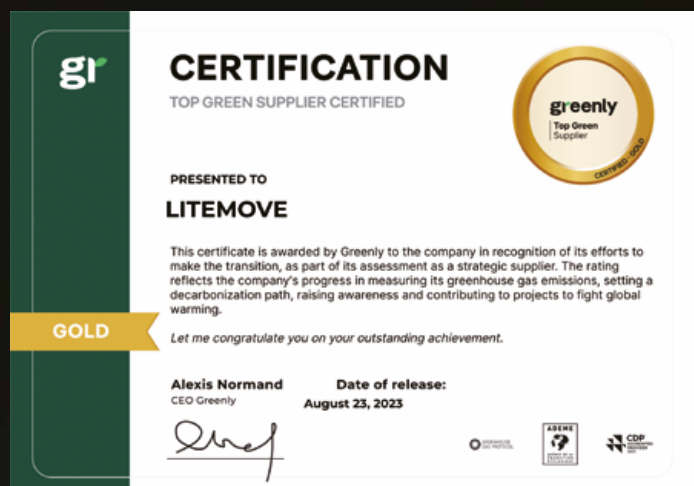 gr
CERTIFICATION
TOP GREEN SUPPLIER CERTIFIED
greenly
Top Green
Supplier
CERTIFIED - GOLD
PRESENTED TO
LITEMOVE
This certificate is awarded by Greenly to the company in recognition of its efforts to
make the transition, as part of its assessment as a strategic supplier. The rating
reflects the company's progress in measuring its greenhouse gas emissions, setting a
decarbonization path, raising awareness and contributing to projects to fight global
warming.
GOLD
Let me congratulate you on your outstanding achievement.
Alexis Normand
CEO Greenly
Date of release:
August 23, 2023
GREENHOUSE
GAS PROTOCOL
ADEME
CDP